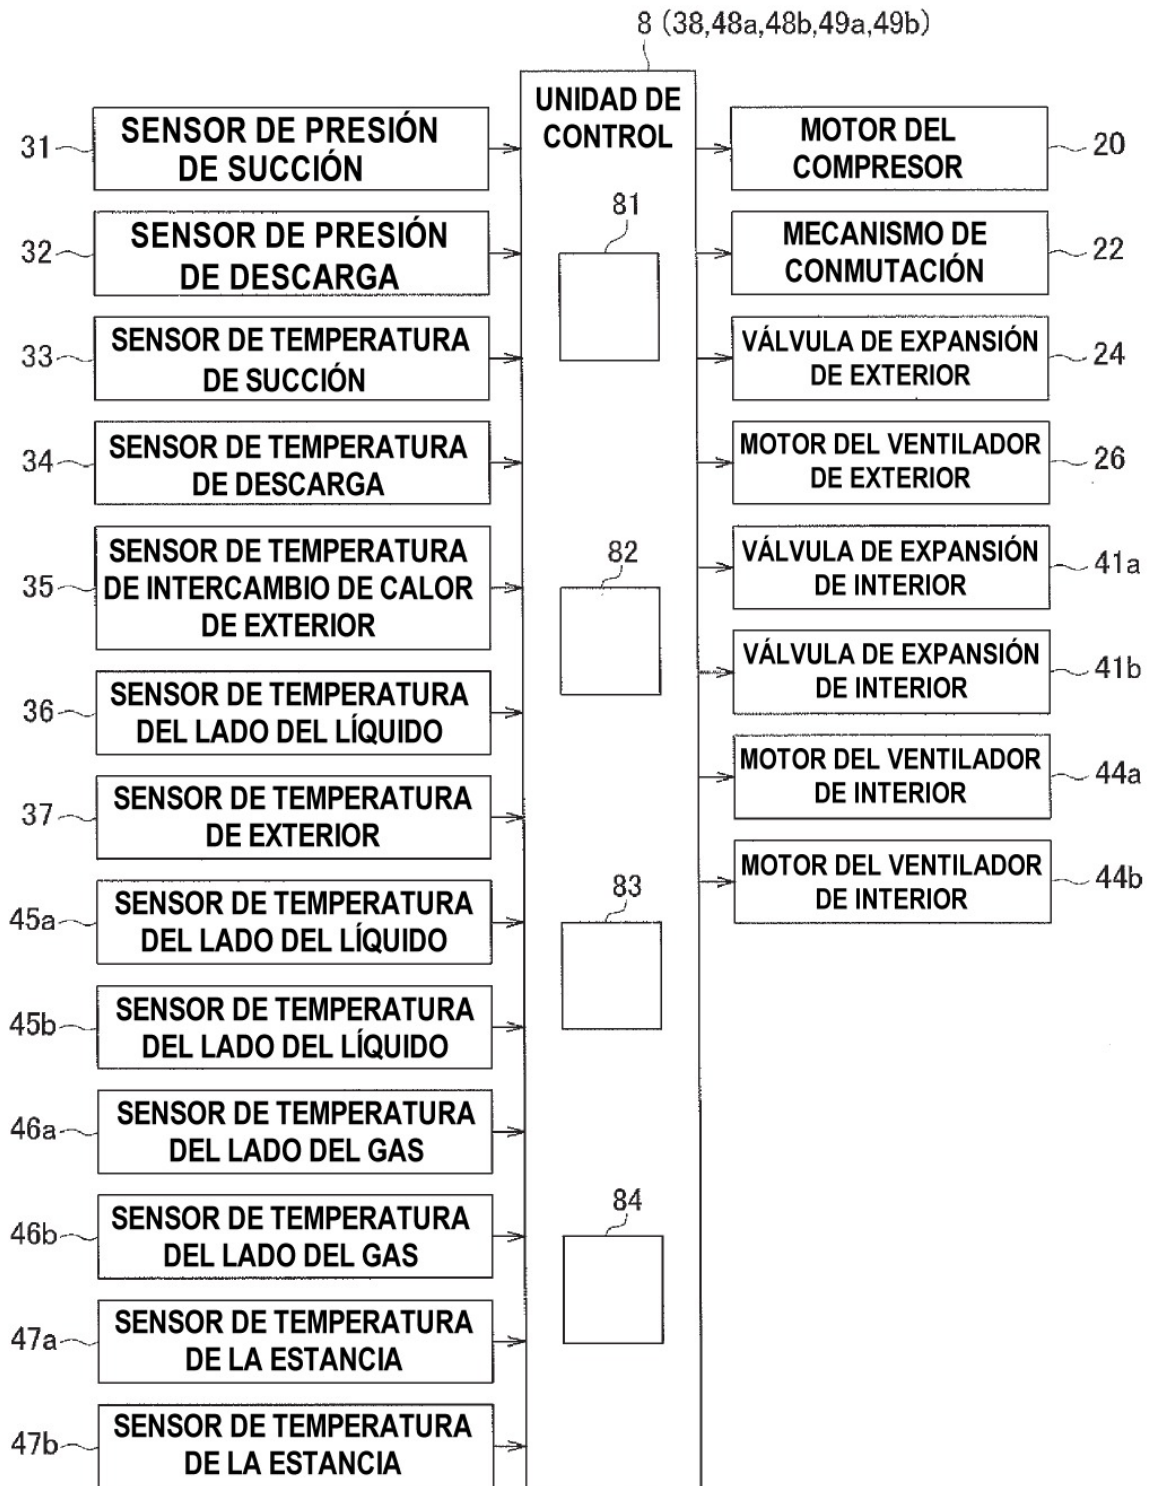 8 (38,48a,48b,49a,49b)
UNIDAD DE
CONTROL
31
SENSOR DE PRESIÓN
DE SUCCIÓN
32
SENSOR DE PRESIÓN
DE DESCARGA
33
SENSOR DE TEMPERATURA
DE SUCCIÓN
34
SENSOR DE TEMPERATURA
DE DESCARGA
35
SENSOR DE TEMPERATURA
DE INTERCAMBIO DE CALOR
DE EXTERIOR
36
SENSOR DE TEMPERATURA
DEL LADO DEL LÍQUIDO
37
SENSOR DE TEMPERATURA
DE EXTERIOR
45a
SENSOR DE TEMPERATURA
DEL LADO DEL LÍQUIDO
45b
SENSOR DE TEMPERATURA
DEL LADO DEL LÍQUIDO
46a
SENSOR DE TEMPERATURA
DEL LADO DEL GAS
46b
SENSOR DE TEMPERATURA
DEL LADO DEL GAS
47a
SENSOR DE TEMPERATURA
DE LA ESTANCIA
47b
SENSOR DE TEMPERATURA
DE LA ESTANCIA
81
82
83
84
MOTOR DEL
COMPRESOR
20
MECANISMO DE
CONMUTACIÓN
22
VÁLVULA DE EXPANSIÓN
DE EXTERIOR
24
MOTOR DEL VENTILADOR
DE EXTERIOR
26
VÁLVULA DE EXPANSIÓN
DE INTERIOR
41a
VÁLVULA DE EXPANSIÓN
DE INTERIOR
41b
MOTOR DEL VENTILADOR
DE INTERIOR
44a
MOTOR DEL VENTILADOR
DE INTERIOR
44b